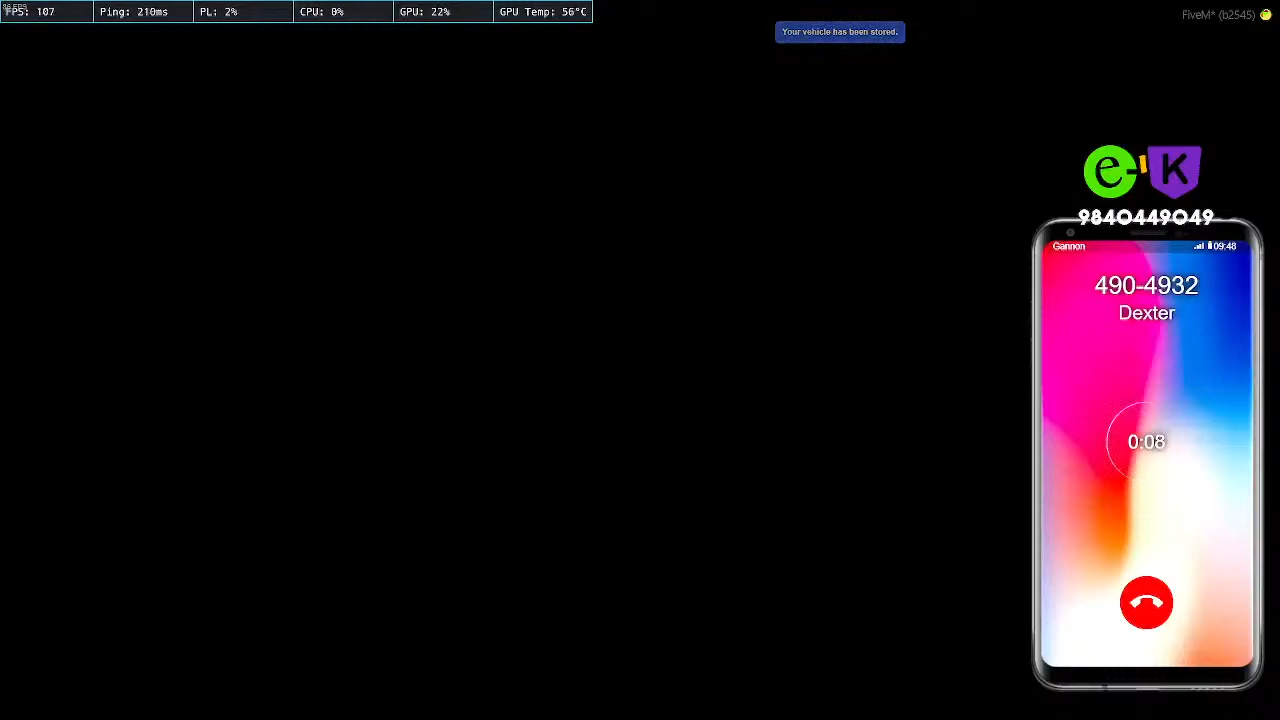 FPS: 107 Ping: 210ms PL: 2% CPU: 0% GPU: 22% GPU Temp: 56°C
FiveM* (b2545)
Your vehicle has been stored.
e-K
9840449049
Gannon 09:48
490-4932
Dexter
0:08